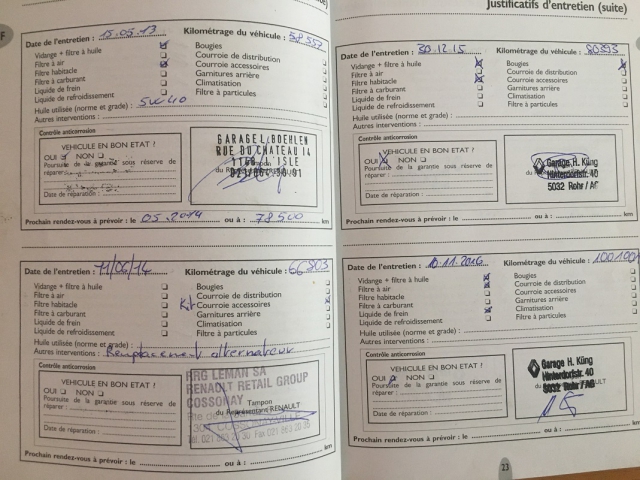 Justificatifs d'entretien (suite)
Date de l'entretien : 15.05.13 Kilométrage du véhicule : 58 557
Vidange + filtre à huile Bougies
Filtre à air Courroie de distribution
Filtre habitacle Courroie accessoires
Filtre à carburant Garnitures arrière
Liquide de frein Climatisation
Liquide de refroidissement Filtre à particules
Huile utilisée (norme et grade) : 5W40
Autres interventions :
Contrôle anticorrosion
VEHICULE EN BON ETAT ?
OUI NON
Poursuite de la garantie sous réserve de
réparer :
Date de réparation :
GARAGE L.BOEHLEN
RUE DU CHATEAU 14
1148 L'ISLE
Prochain rendez-vous à prévoir : le 05.2014 ou à : 78500 km
Date de l'entretien : 11/06/14 Kilométrage du véhicule : 66803
Vidange + filtre à huile Bougies
Filtre à air Courroie de distribution
Filtre habitacle Kit Courroie accessoires
Filtre à carburant Garnitures arrière
Liquide de frein Climatisation
Liquide de refroidissement Filtre à particules
Huile utilisée (norme et grade) :
Autres interventions : Remplacement alternateur
Contrôle anticorrosion
VEHICULE EN BON ETAT ?
OUI NON
Poursuite de la garantie sous réserve de
réparer :
Date de réparation :
RRG LEMAN SA
RENAULT RETAIL GROUP
COSSONAY
Tampon
du Représentant RENAULT
Prochain rendez-vous à prévoir : le ou à : km
Date de l'entretien : 30.12.15 Kilométrage du véhicule : 80895
Vidange + filtre à huile Bougies
Filtre à air Courroie de distribution
Filtre habitacle Courroie accessoires
Filtre à carburant Garnitures arrière
Liquide de frein Climatisation
Liquide de refroidissement Filtre à particules
Huile utilisée (norme et grade) :
Autres interventions :
Contrôle anticorrosion
VEHICULE EN BON ETAT ?
OUI NON
Poursuite de la garantie sous réserve de
réparer :
Date de réparation :
Garage H. Küng
Hinterdorfstr. 40
5032 Rohr / AG
Prochain rendez-vous à prévoir : le ou à : km
Date de l'entretien : 10.11.2016 Kilométrage du véhicule : 100100
Vidange + filtre à huile Bougies
Filtre à air Courroie de distribution
Filtre habitacle Courroie accessoires
Filtre à carburant Garnitures arrière
Liquide de frein Climatisation
Liquide de refroidissement Filtre à particules
Huile utilisée (norme et grade) :
Autres interventions :
Contrôle anticorrosion
VEHICULE EN BON ETAT ?
OUI NON
Poursuite de la garantie sous réserve de
réparer :
Date de réparation :
Garage H. Küng
Hinterdorfstr. 40
5032 Rohr / AG
Prochain rendez-vous à prévoir : le ou à : km
23